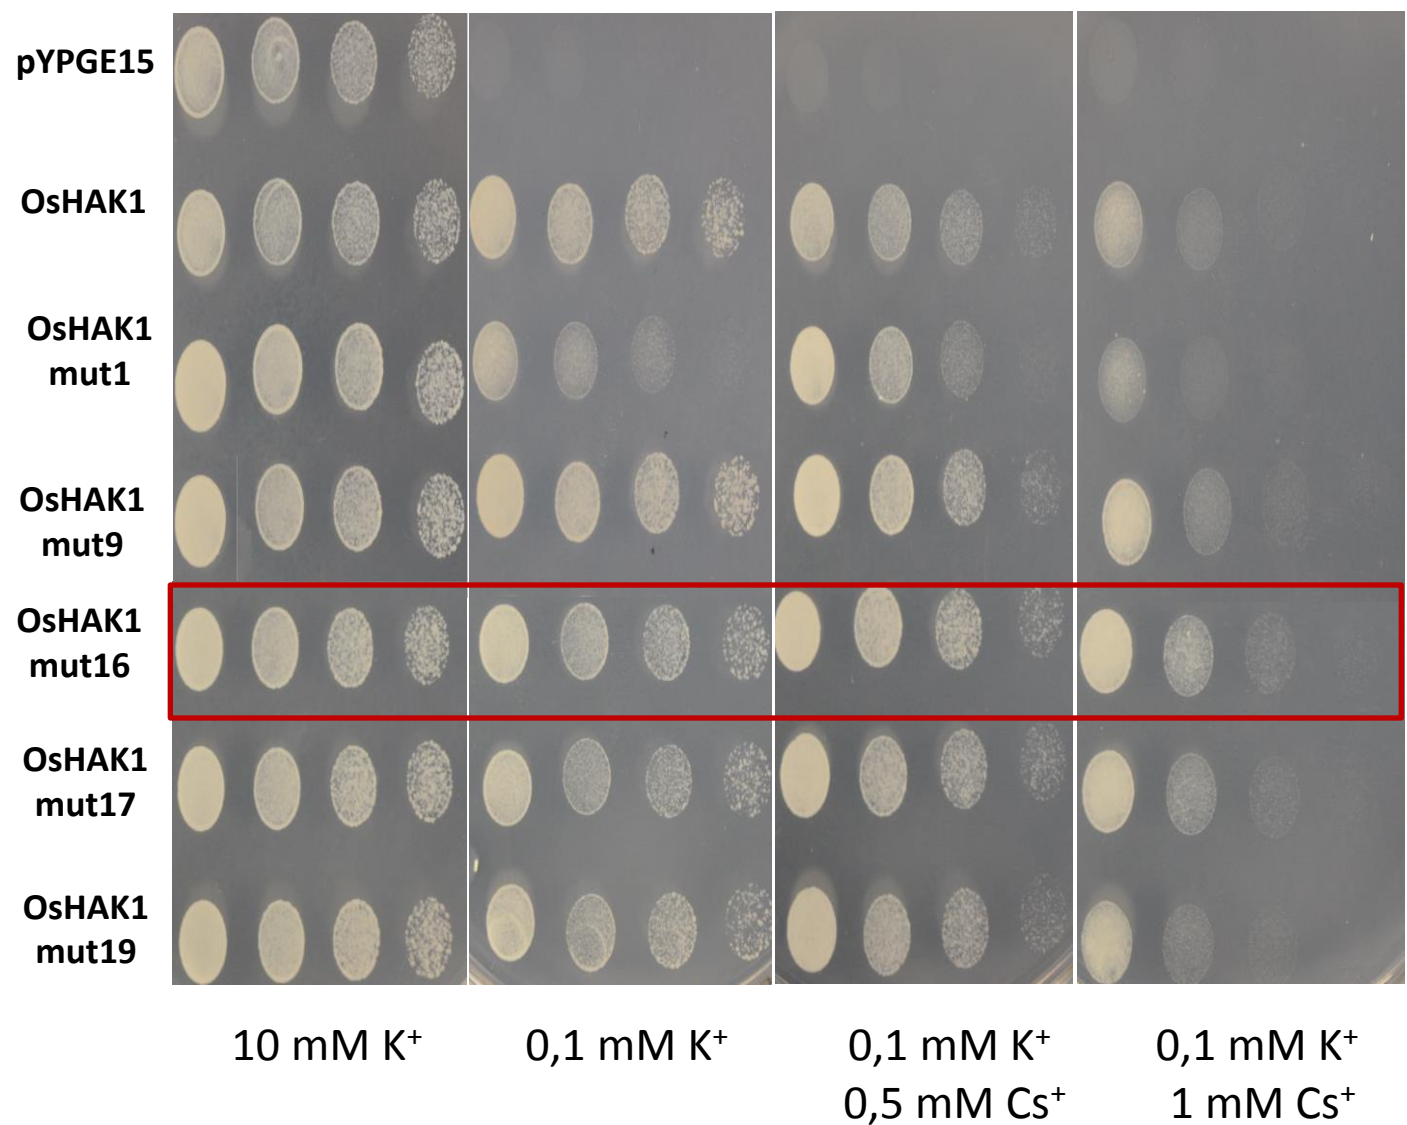 pYPGE15
OsHAK1
OsHAK1
mut1
OsHAK1
mut9
OsHAK1
mut16
OsHAK1
mut17
OsHAK1
mut19
10 mM K⁺
0,1 mM K⁺
0,1 mM K⁺
0,5 mM Cs⁺
0,1 mM K⁺
1 mM Cs⁺